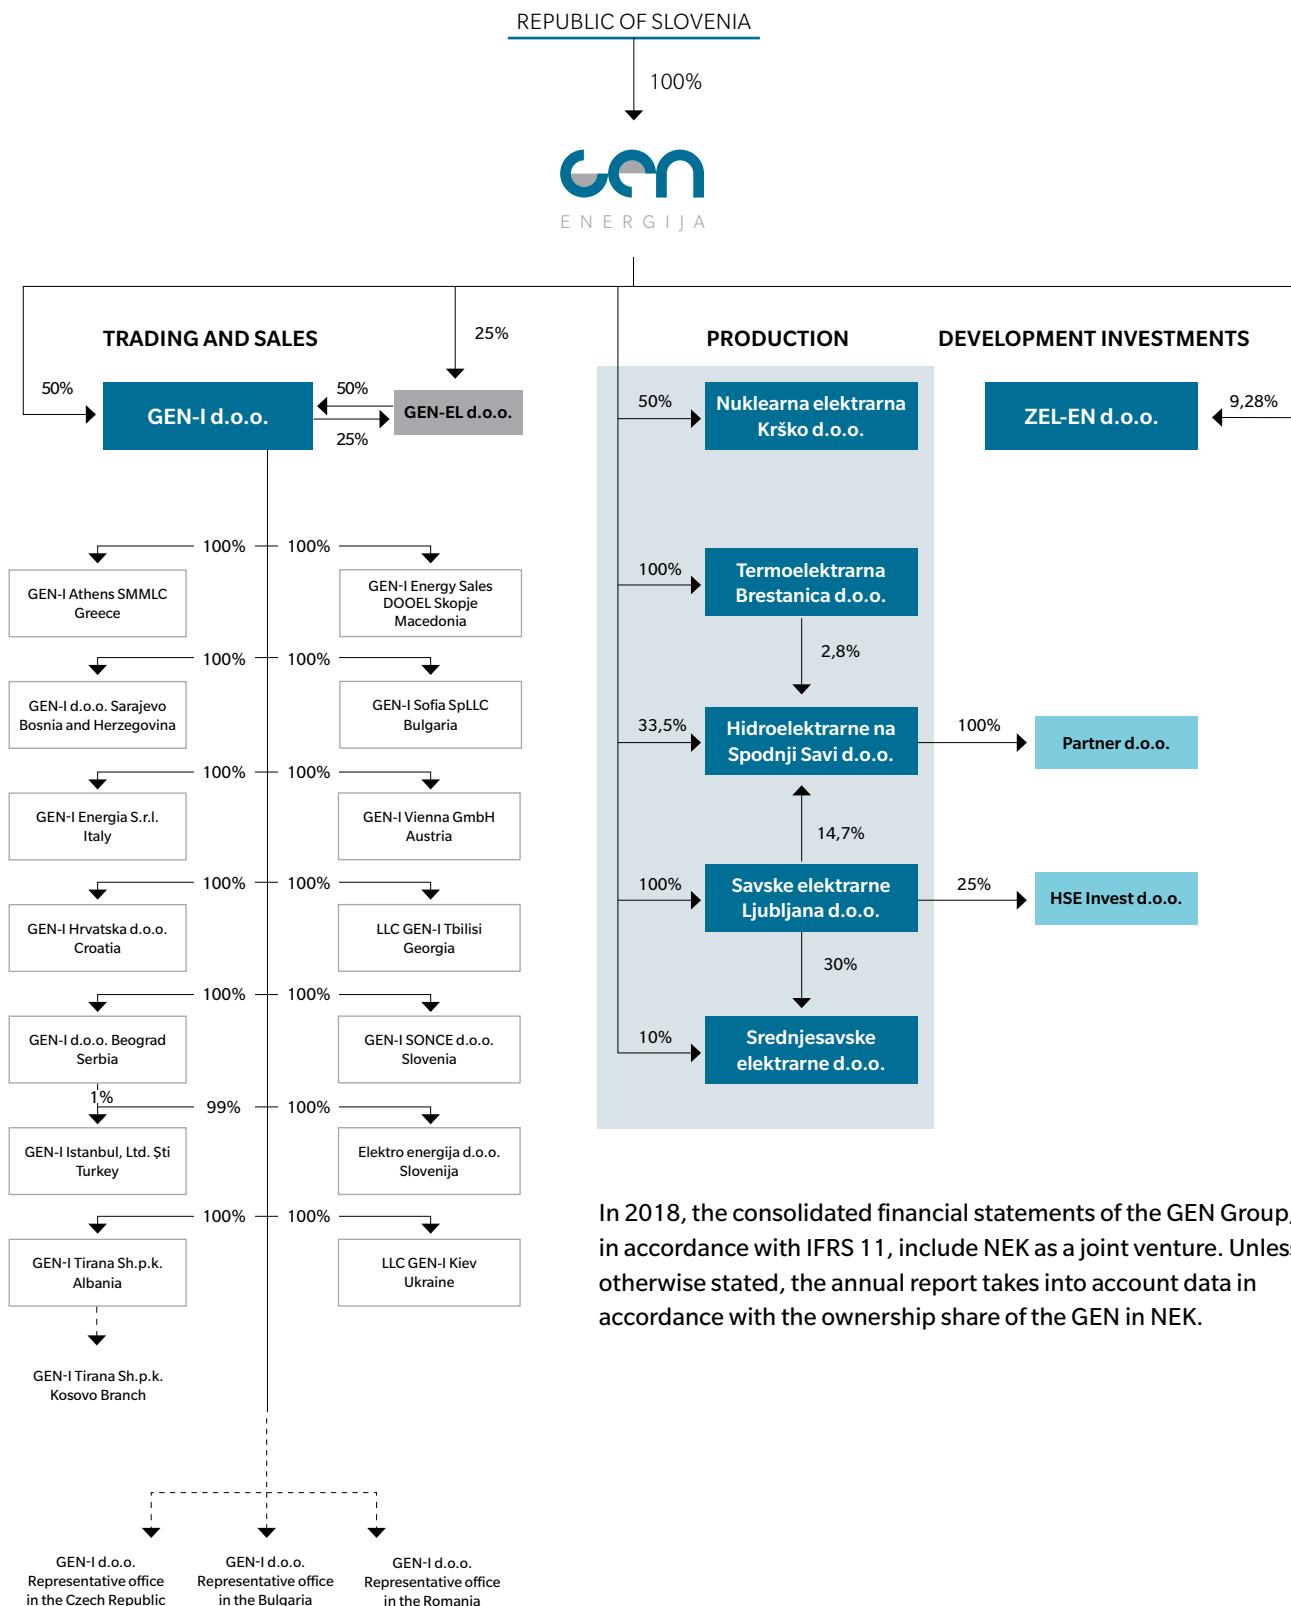 REPUBLIC OF SLOVENIA
100%
gen
ENERGIJA
TRADING AND SALES
PRODUCTION
DEVELOPMENT INVESTMENTS
50%
GEN-I d.o.o.
50%
25%
25%
GEN-EL d.o.o.
50%
Nuklearna elektrarna
Krško d.o.o.
ZEL-EN d.o.o.
9,28%
100%
100%
GEN-I Athens SMMLC
Greece
GEN-I Energy Sales
DOOEL Skopje
Macedonia
100%
100%
GEN-I d.o.o. Sarajevo
Bosnia and Herzegovina
GEN-I Sofia SpLLC
Bulgaria
100%
100%
GEN-I Energia S.r.l.
Italy
GEN-I Vienna GmbH
Austria
100%
100%
GEN-I Hrvatska d.o.o.
Croatia
LLC GEN-I Tbilisi
Georgia
100%
100%
GEN-I d.o.o. Beograd
Serbia
GEN-I SONCE d.o.o.
Slovenia
1%
99%
100%
GEN-I Istanbul, Ltd. Şti
Turkey
Elektro energija d.o.o.
Slovenija
100%
100%
GEN-I Tirana Sh.p.k.
Albania
LLC GEN-I Kiev
Ukraine
GEN-I Tirana Sh.p.k.
Kosovo Branch
GEN-I d.o.o.
Representative office
in the Czech Republic
GEN-I d.o.o.
Representative office
in the Bulgaria
GEN-I d.o.o.
Representative office
in the Romania
100%
Termoelektrarna
Brestanica d.o.o.
2,8%
33,5%
Hidroelektrarne na
Spodnji Savi d.o.o.
100%
Partner d.o.o.
14,7%
100%
Savske elektrarne
Ljubljana d.o.o.
25%
HSE Invest d.o.o.
30%
10%
Srednjesavske
elektrarne d.o.o.
In 2018, the consolidated financial statements of the GEN Group,
in accordance with IFRS 11, include NEK as a joint venture. Unless
otherwise stated, the annual report takes into account data in
accordance with the ownership share of the GEN in NEK.